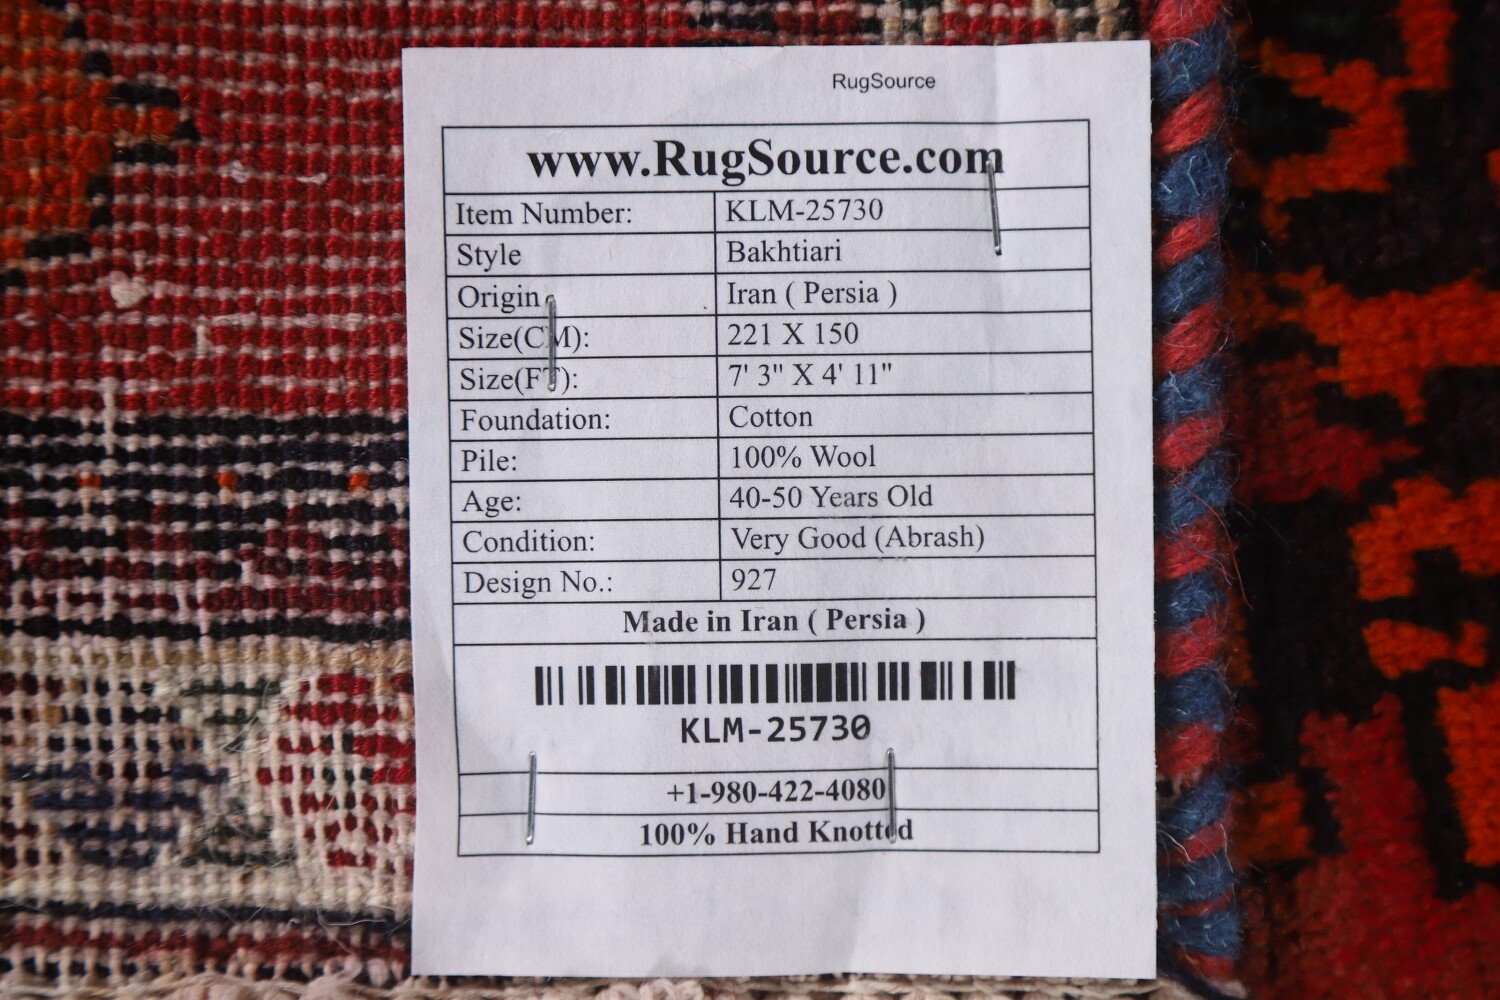 RugSource
www.RugSource.com
Item Number: KLM-25730
Style Bakhtiari
Origin Iran ( Persia )
Size(CM): 221 X 150
Size(FT): 7' 3" X 4' 11"
Foundation: Cotton
Pile: 100% Wool
Age: 40-50 Years Old
Condition: Very Good (Abrash)
Design No.: 927
Made in Iran ( Persia )
KLM-25730
+1-980-422-4080
100% Hand Knotted